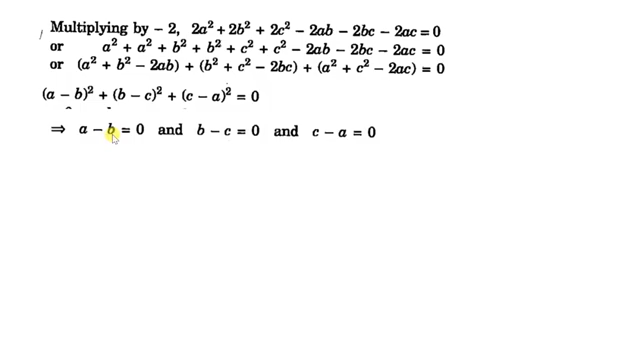 Multiplying by − 2, 2a² + 2b² + 2c² − 2ab − 2bc − 2ac = 0
or a² + a² + b² + b² + c² + c² − 2ab − 2bc − 2ac = 0
or (a² + b² − 2ab) + (b² + c² − 2bc) + (a² + c² − 2ac) = 0
(a − b)² + (b − c)² + (c − a)² = 0
⇒ a − b = 0 and b − c = 0 and c − a = 0